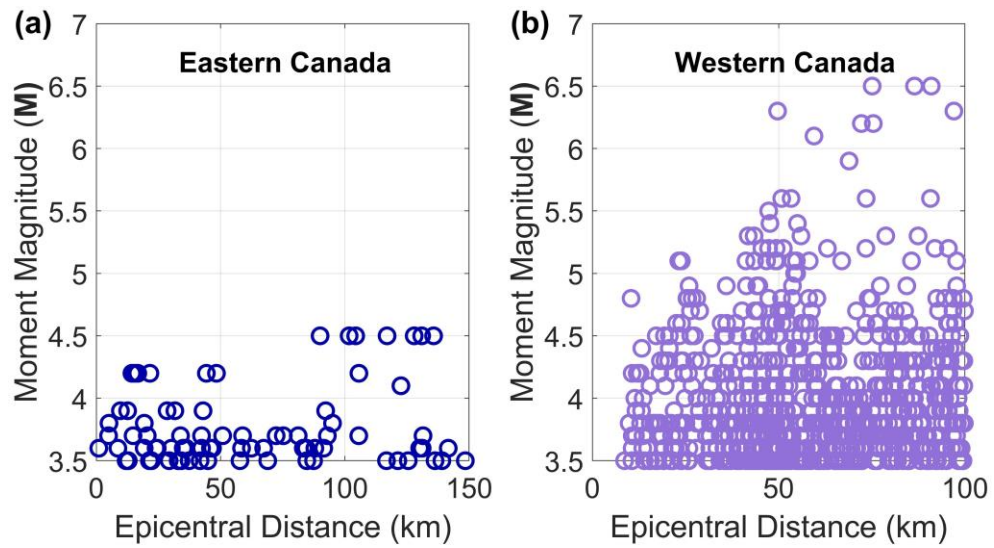 (a)
Eastern Canada
Moment Magnitude (M)
7
6.5
6
5.5
5
4.5
4
3.5
0
50
100
150
Epicentral Distance (km)
(b)
Western Canada
Moment Magnitude (M)
7
6.5
6
5.5
5
4.5
4
3.5
0
50
100
Epicentral Distance (km)